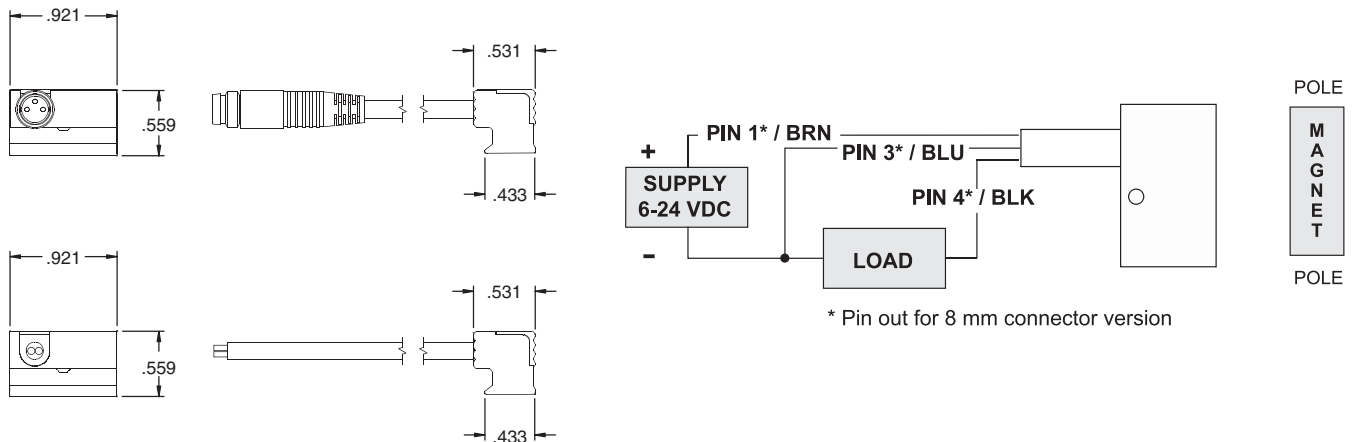 .921
.559
.531
.433
.921
.559
.531
.433
PIN 1* / BRN
+
PIN 3* / BLU
SUPPLY
6-24 VDC
PIN 4* / BLK
-
LOAD
* Pin out for 8 mm connector version
POLE
MAGNET
POLE